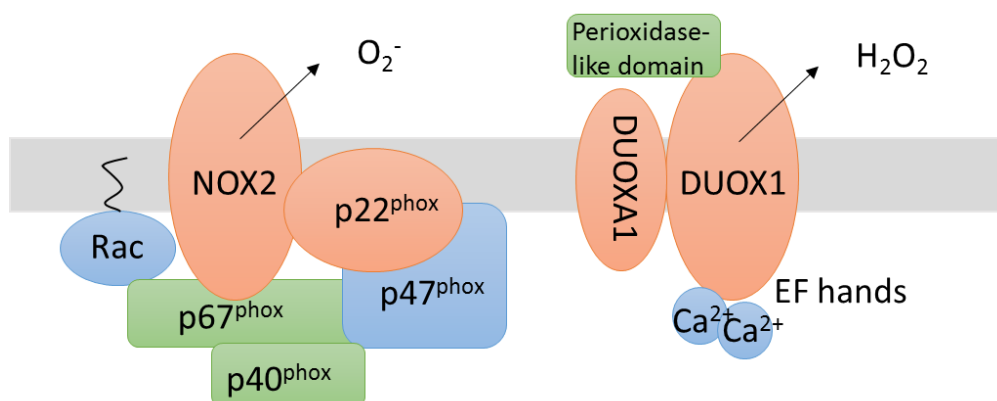 O₂⁻
NOX2
p22ᵖʰᵒˣ
Rac
p47ᵖʰᵒˣ
p67ᵖʰᵒˣ
p40ᵖʰᵒˣ
Perioxidase-
like domain
H₂O₂
DUOXA1
DUOX1
EF hands
Ca²⁺
Ca²⁺